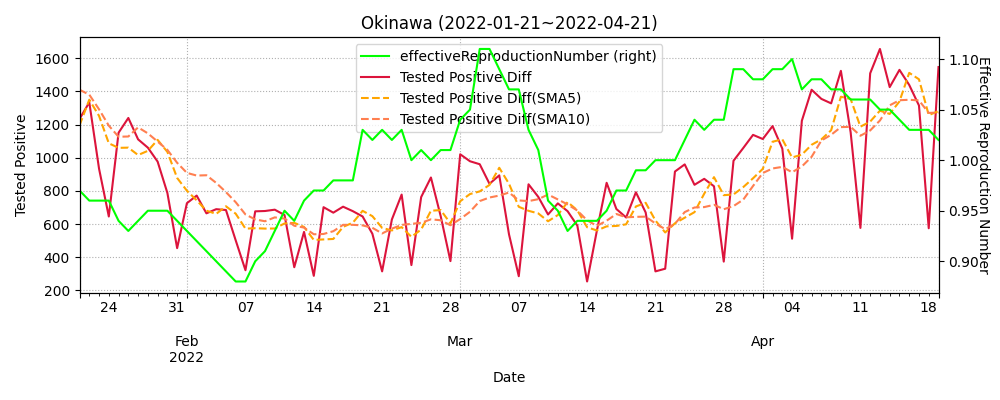 Okinawa (2022-01-21~2022-04-21)
effectiveReproductionNumber (right)
Tested Positive Diff
Tested Positive Diff(SMA5)
Tested Positive Diff(SMA10)
Tested Positive
1600
1400
1200
1000
800
600
400
200
1.10
1.05
1.00
0.95
0.90
Effective Reproduction Number
24 31 07 14 21 28 07 14 21 28 04 11 18
Feb Mar Apr
2022
Date